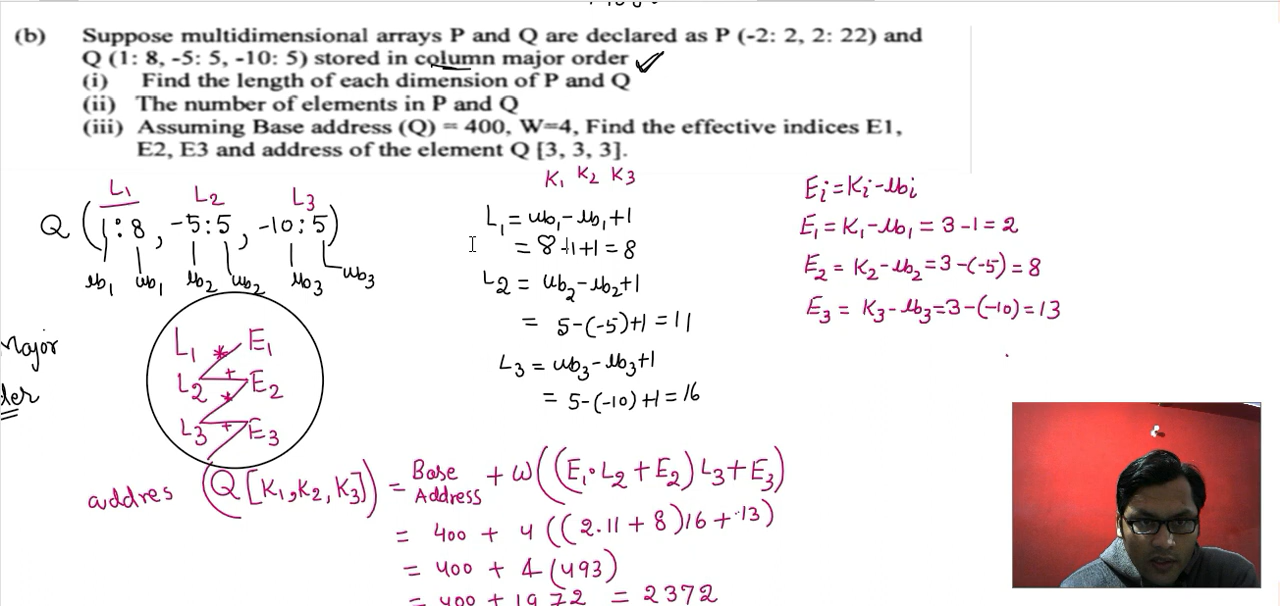 (b) Suppose multidimensional arrays P and Q are declared as P (-2: 2, 2: 22) and
Q (1: 8, -5: 5, -10: 5) stored in column major order ✓
(i) Find the length of each dimension of P and Q
(ii) The number of elements in P and Q
(iii) Assuming Base address (Q) = 400, W=4, Find the effective indices E1,
E2, E3 and address of the element Q [3, 3, 3].
K₁ K₂ K₃
L₁ L₂ L₃
Q (1:8, -5:5, -10:5)
lb₁ ub₁ lb₂ ub₂ lb₃ ub₃
L₁ = ub₁-lb₁+1
= 8-1+1 = 8
L₂ = ub₂-lb₂+1
= 5-(-5)+1 = 11
L₃ = ub₃-lb₃+1
= 5-(-10)+1 = 16
Ei = Ki-lbi
E₁ = K₁-lb₁ = 3-1 = 2
E₂ = K₂-lb₂ = 3-(-5) = 8
E₃ = K₃-lb₃ = 3-(-10) = 13
Major
L₁ * E₁
L₂ + * E₂
L₃ + E₃
addres (Q[K₁,K₂,K₃]) = Base Address + w((E₁.L₂+E₂)L₃+E₃)
= 400 + 4((2.11+8)16+13)
= 400 + 4(493)
= 400 + 1972 = 2372